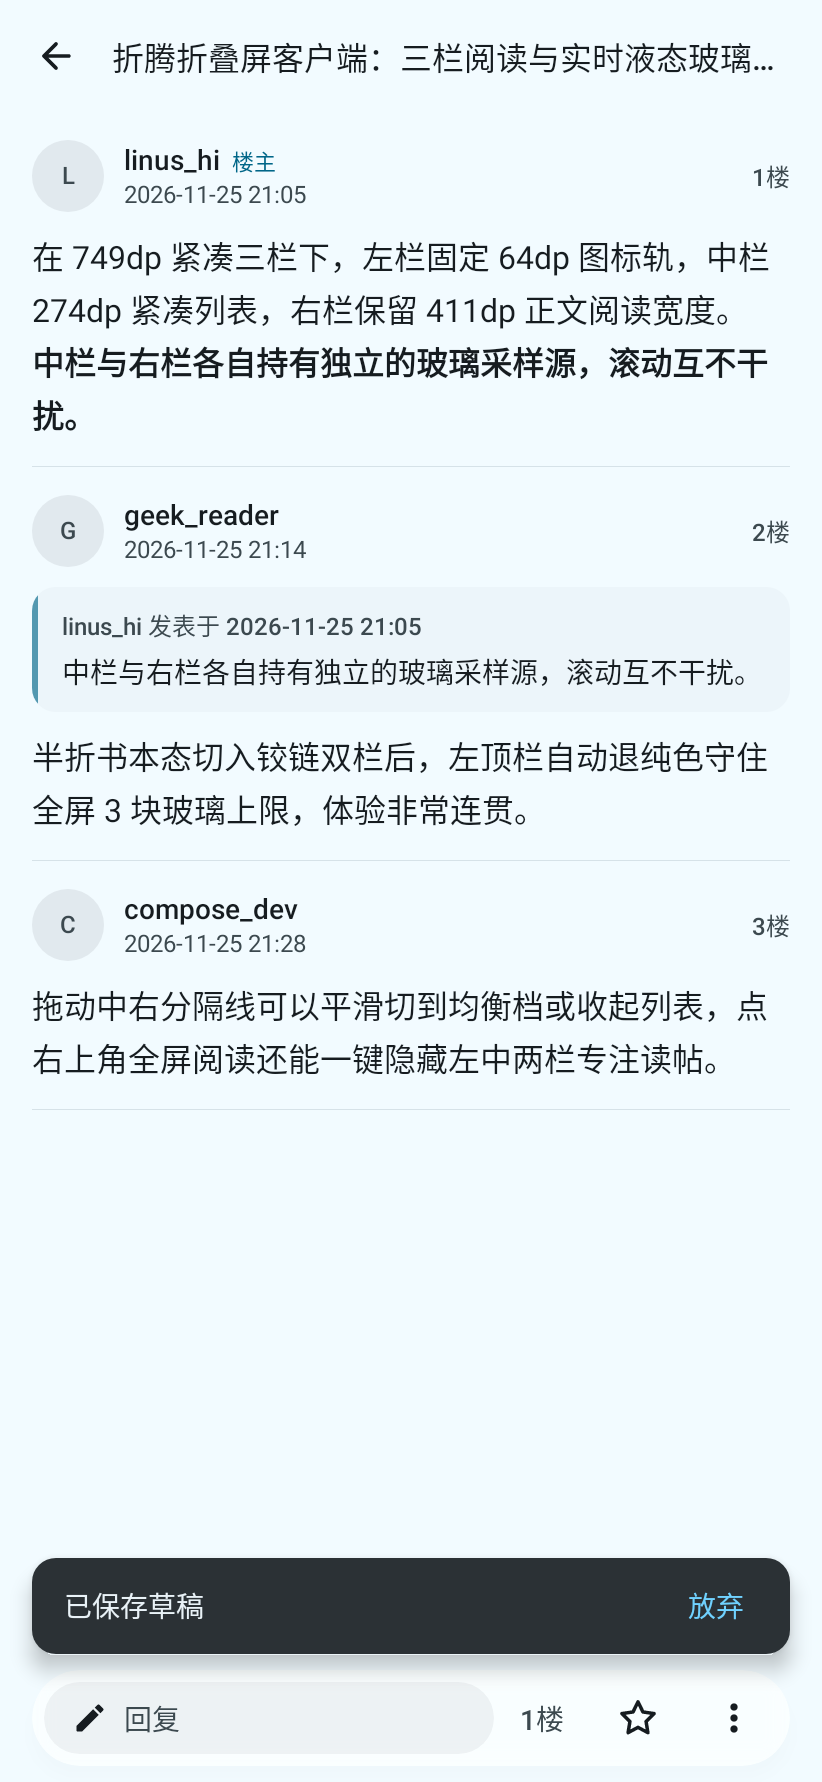 折腾折叠屏客户端：三栏阅读与实时液态玻璃...
L
linus_hi 楼主
2026-11-25 21:05
1楼
在 749dp 紧凑三栏下，左栏固定 64dp 图标轨，中栏
274dp 紧凑列表，右栏保留 411dp 正文阅读宽度。
中栏与右栏各自持有独立的玻璃采样源，滚动互不干
扰。
G
geek_reader
2026-11-25 21:14
2楼
linus_hi 发表于 2026-11-25 21:05
中栏与右栏各自持有独立的玻璃采样源，滚动互不干扰。
半折书本态切入铰链双栏后，左顶栏自动退纯色守住
全屏 3 块玻璃上限，体验非常连贯。
C
compose_dev
2026-11-25 21:28
3楼
拖动中右分隔线可以平滑切到均衡档或收起列表，点
右上角全屏阅读还能一键隐藏左中两栏专注读帖。
已保存草稿
放弃
回复
1楼